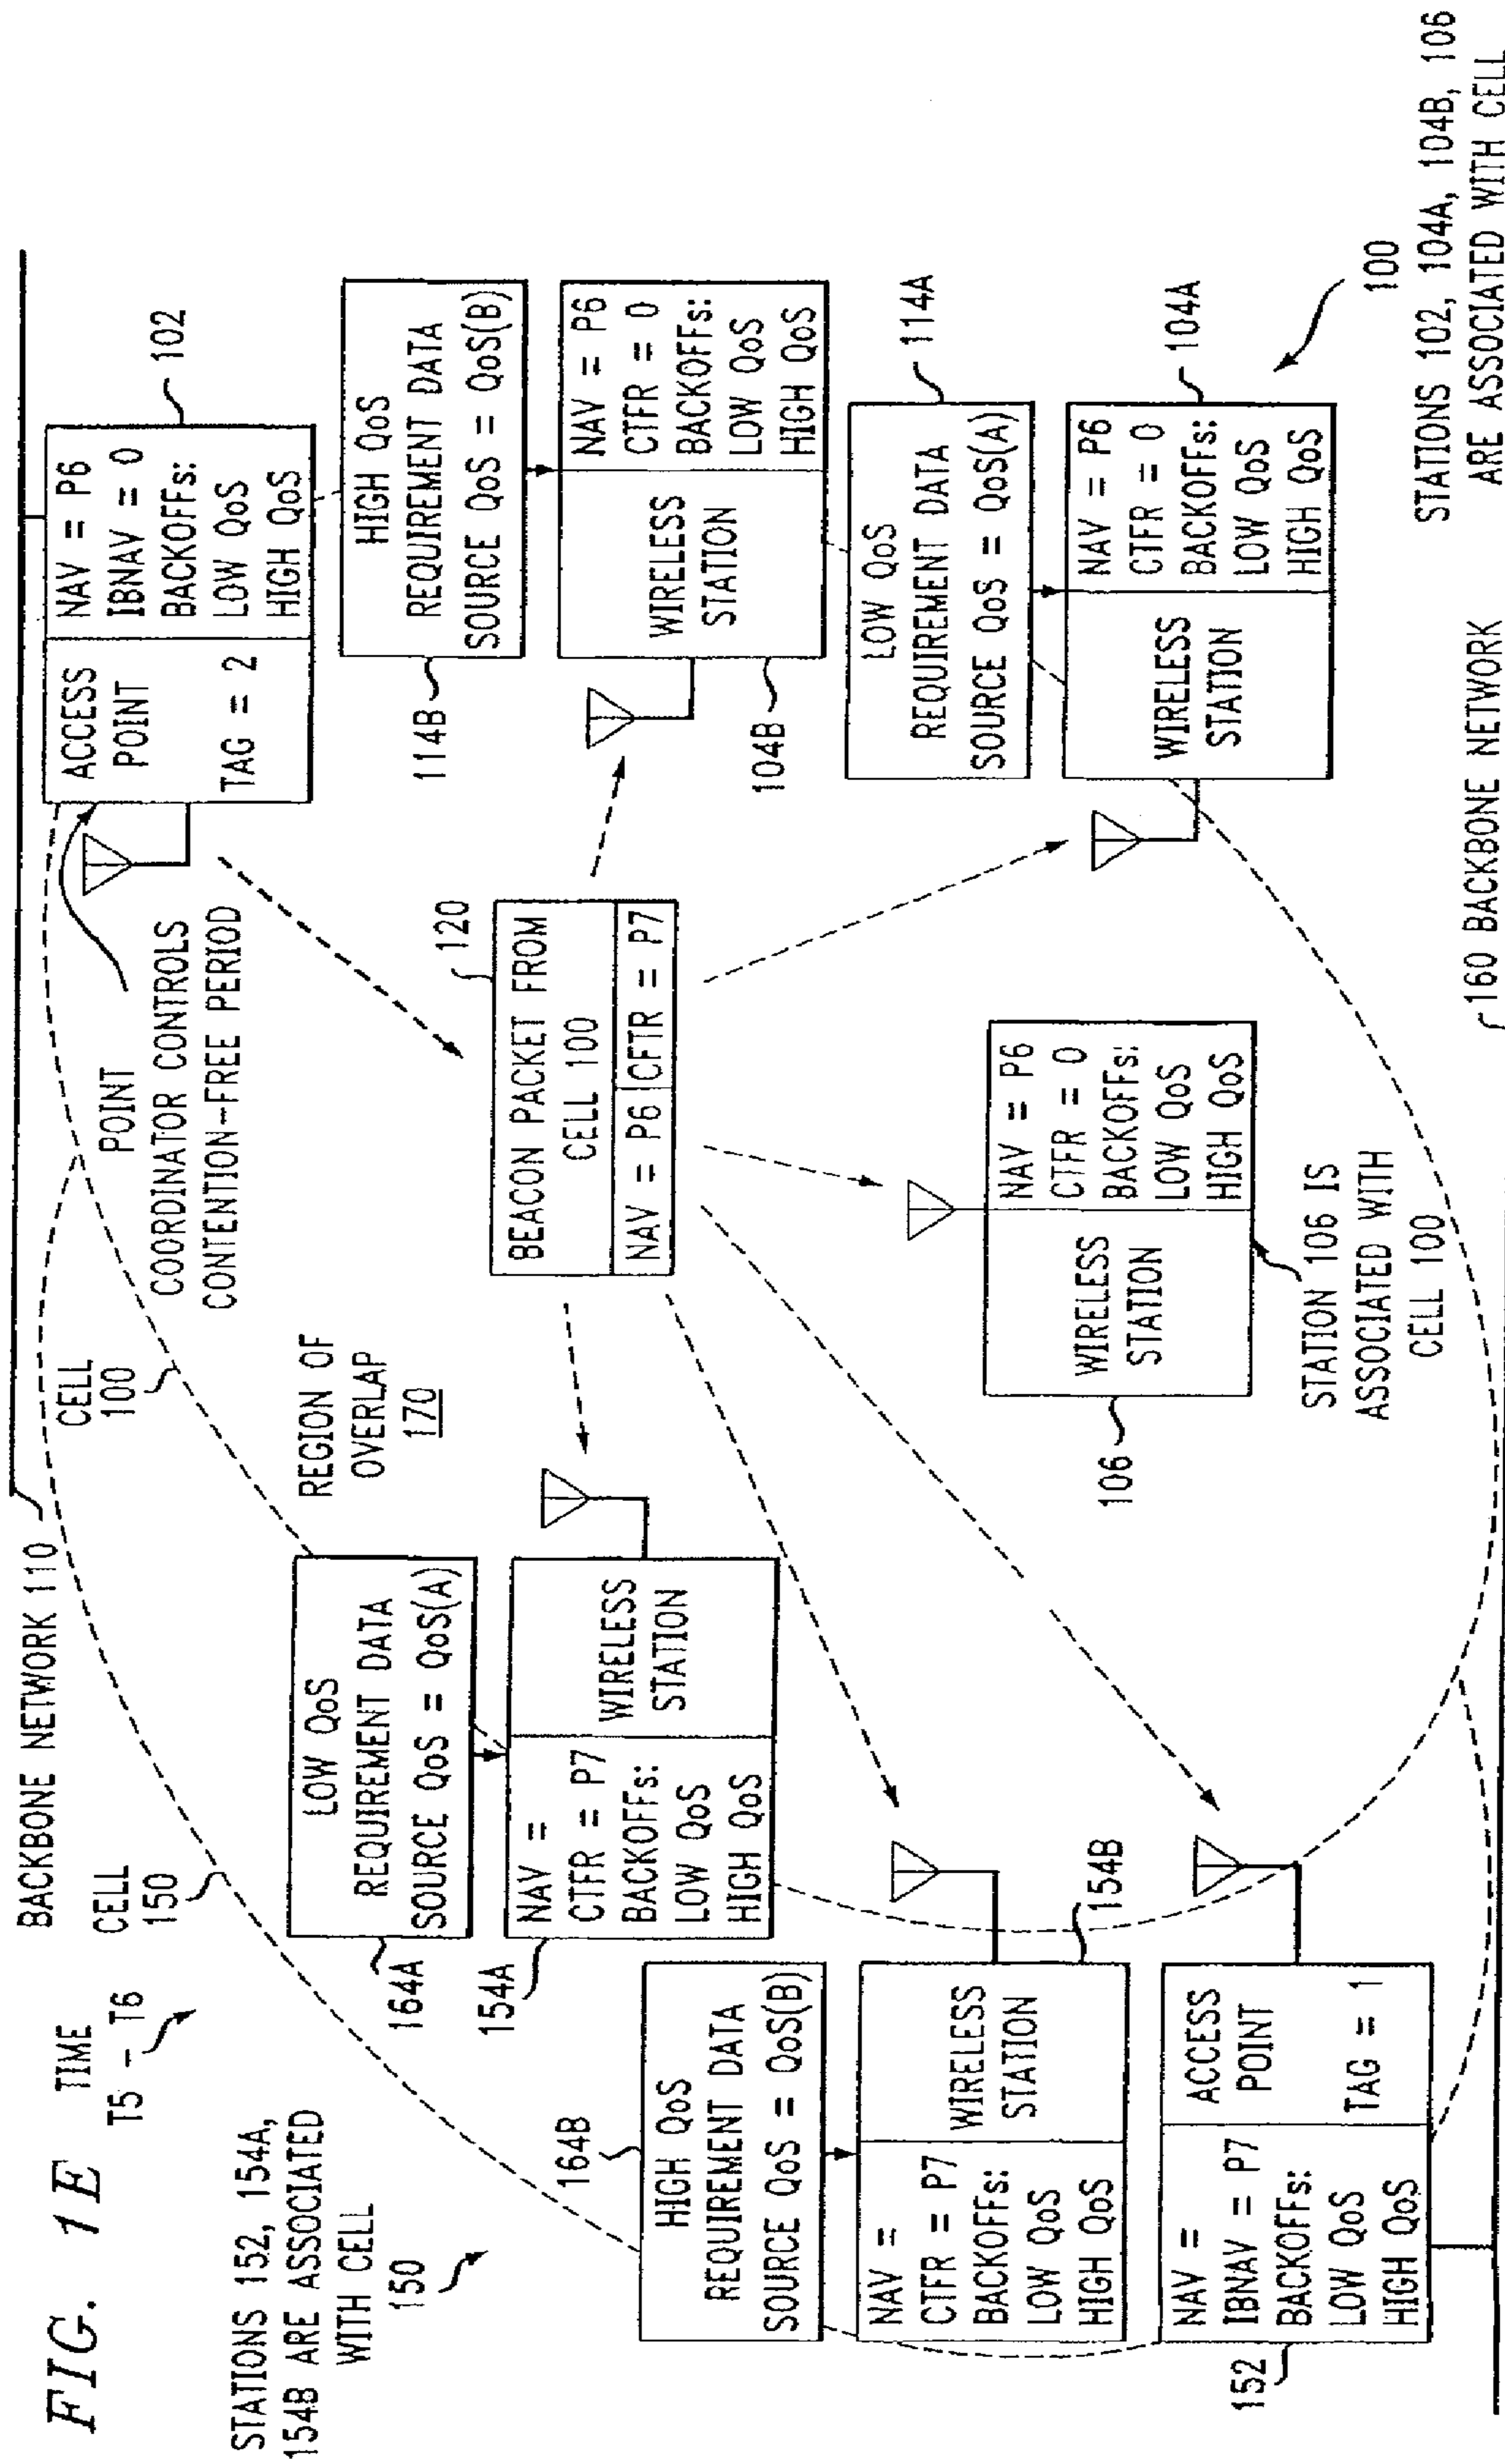 FIG. 1E
TIME
T5 – T6
BACKBONE NETWORK 110
CELL
150
CELL
100
STATIONS 152, 154A,
154B ARE ASSOCIATED
WITH CELL
150
POINT
COORDINATOR CONTROLS
CONTENTION-FREE PERIOD
REGION OF
OVERLAP
170
ACCESS
POINT
TAG = 2
NAV = P6
IBNAV = 0
BACKOFFs:
LOW QoS
HIGH QoS
102
LOW QoS
REQUIREMENT DATA
SOURCE QoS = QoS(A)
164A
NAV =
CTFR = P7
BACKOFFs:
LOW QoS
HIGH QoS
WIRELESS
STATION
154A
HIGH QoS
REQUIREMENT DATA
SOURCE QoS = QoS(B)
114B
WIRELESS
STATION
NAV = P6
CTFR = 0
BACKOFFs:
LOW QoS
HIGH QoS
104B
BEACON PACKET FROM
CELL 100
NAV = P6
CFTR = P7
120
HIGH QoS
REQUIREMENT DATA
SOURCE QoS = QoS(B)
164B
NAV =
CTFR = P7
BACKOFFs:
LOW QoS
HIGH QoS
WIRELESS
STATION
154B
LOW QoS
REQUIREMENT DATA
SOURCE QoS = QoS(A)
114A
WIRELESS
STATION
NAV = P6
CTFR = 0
BACKOFFs:
LOW QoS
HIGH QoS
104A
WIRELESS
STATION
NAV = P6
CTFR = 0
BACKOFFs:
LOW QoS
HIGH QoS
106
STATION 106 IS
ASSOCIATED WITH
CELL 100
NAV =
IBNAV = P7
BACKOFFs:
LOW QoS
HIGH QoS
ACCESS
POINT
TAG = 1
152
100
STATIONS 102, 104A, 104B, 106
ARE ASSOCIATED WITH CELL
160 BACKBONE NETWORK